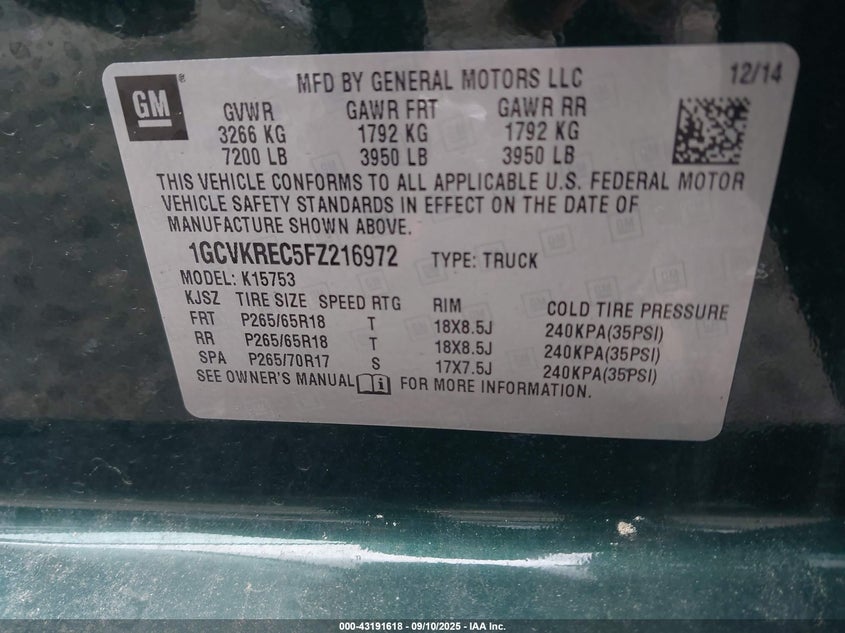 GM
MFD BY GENERAL MOTORS LLC 12/14
GVWR GAWR FRT GAWR RR
3266 KG 1792 KG 1792 KG
7200 LB 3950 LB 3950 LB
THIS VEHICLE CONFORMS TO ALL APPLICABLE U.S. FEDERAL MOTOR
VEHICLE SAFETY STANDARDS IN EFFECT ON THE DATE OF
MANUFACTURE SHOWN ABOVE.
1GCVKREC5FZ216972 TYPE: TRUCK
MODEL: K15753
KJSZ TIRE SIZE SPEED RTG RIM COLD TIRE PRESSURE
FRT P265/65R18 T 18X8.5J 240KPA(35PSI)
RR P265/65R18 T 18X8.5J 240KPA(35PSI)
SPA P265/70R17 S 17X7.5J 240KPA(35PSI)
SEE OWNER'S MANUAL i FOR MORE INFORMATION.
000-43191618 - 09/10/2025 - IAA Inc.